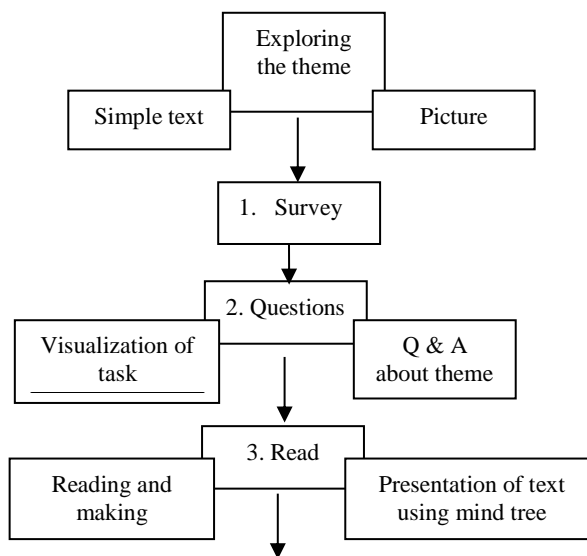 Exploring
the theme
Simple text
Picture
1. Survey
2. Questions
Visualization of
task
Q & A
about theme
3. Read
Reading and
making
Presentation of text
using mind tree